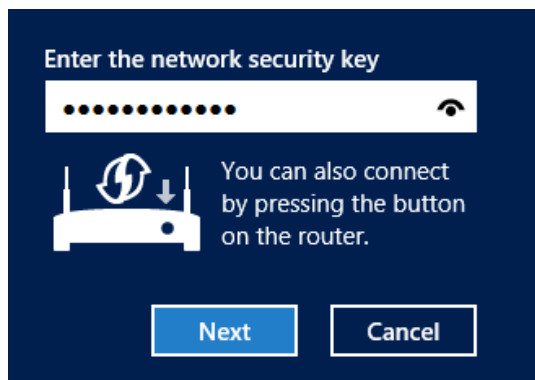 Enter the network security key
••••••••••••
You can also connect
by pressing the button
on the router.
Next
Cancel